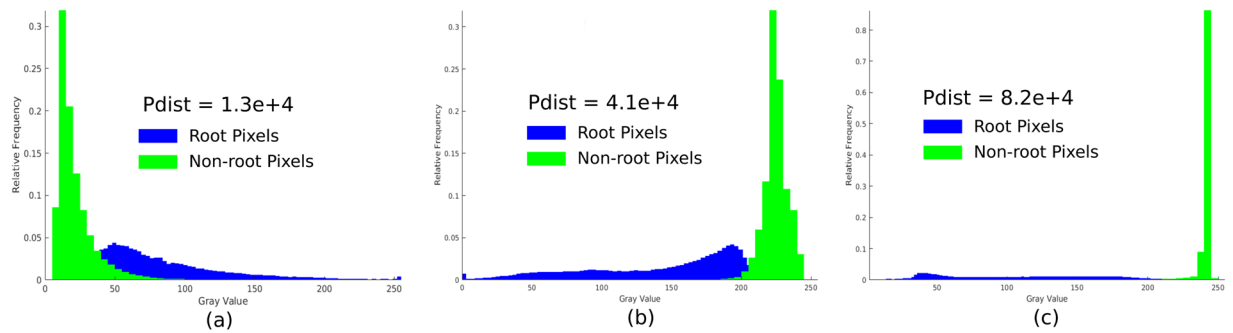 0.3
0.25
0.2
0.15
0.1
0.05
0
Relative Frequency
Pdist = 1.3e+4
Root Pixels
Non-root Pixels
0 50 100 150 200 250
Gray Value
(a)
0.3
0.25
0.2
0.15
0.1
0.05
0
Relative Frequency
Pdist = 4.1e+4
Root Pixels
Non-root Pixels
0 50 100 150 200 250
Gray Value
(b)
0.8
0.7
0.6
0.5
0.4
0.3
0.2
0.1
0
Relative Frequency
Pdist = 8.2e+4
Root Pixels
Non-root Pixels
50 100 150 200 250
Gray Value
(c)